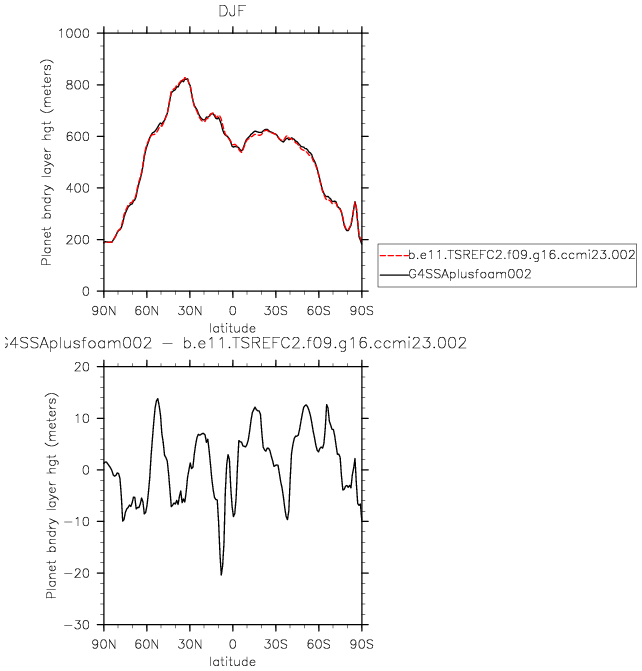 DJF
1000
800
600
400
200
0
Planet bndry layer hgt (meters)
90N 60N 30N 0 30S 60S 90S
latitude
b.e11.TSREFC2.f09.g16.ccmi23.002
G4SSAplusfoam002
G4SSAplusfoam002 − b.e11.TSREFC2.f09.g16.ccmi23.002
20
10
0
−10
−20
−30
Planet bndry layer hgt (meters)
90N 60N 30N 0 30S 60S 90S
latitude